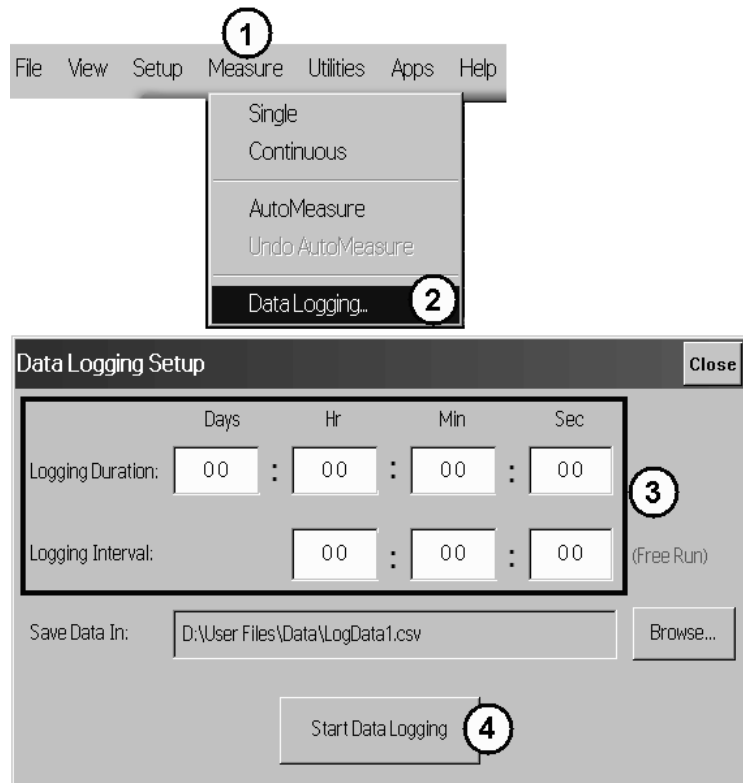 1
File View Setup Measure Utilities Apps Help
Single
Continuous
AutoMeasure
Undo AutoMeasure
Data Logging... 2
Data Logging Setup Close
Days Hr Min Sec
Logging Duration: 00 : 00 : 00 : 00
3
Logging Interval: 00 : 00 : 00 (Free Run)
Save Data In: D:\User Files\Data\LogData1.csv Browse...
Start Data Logging 4